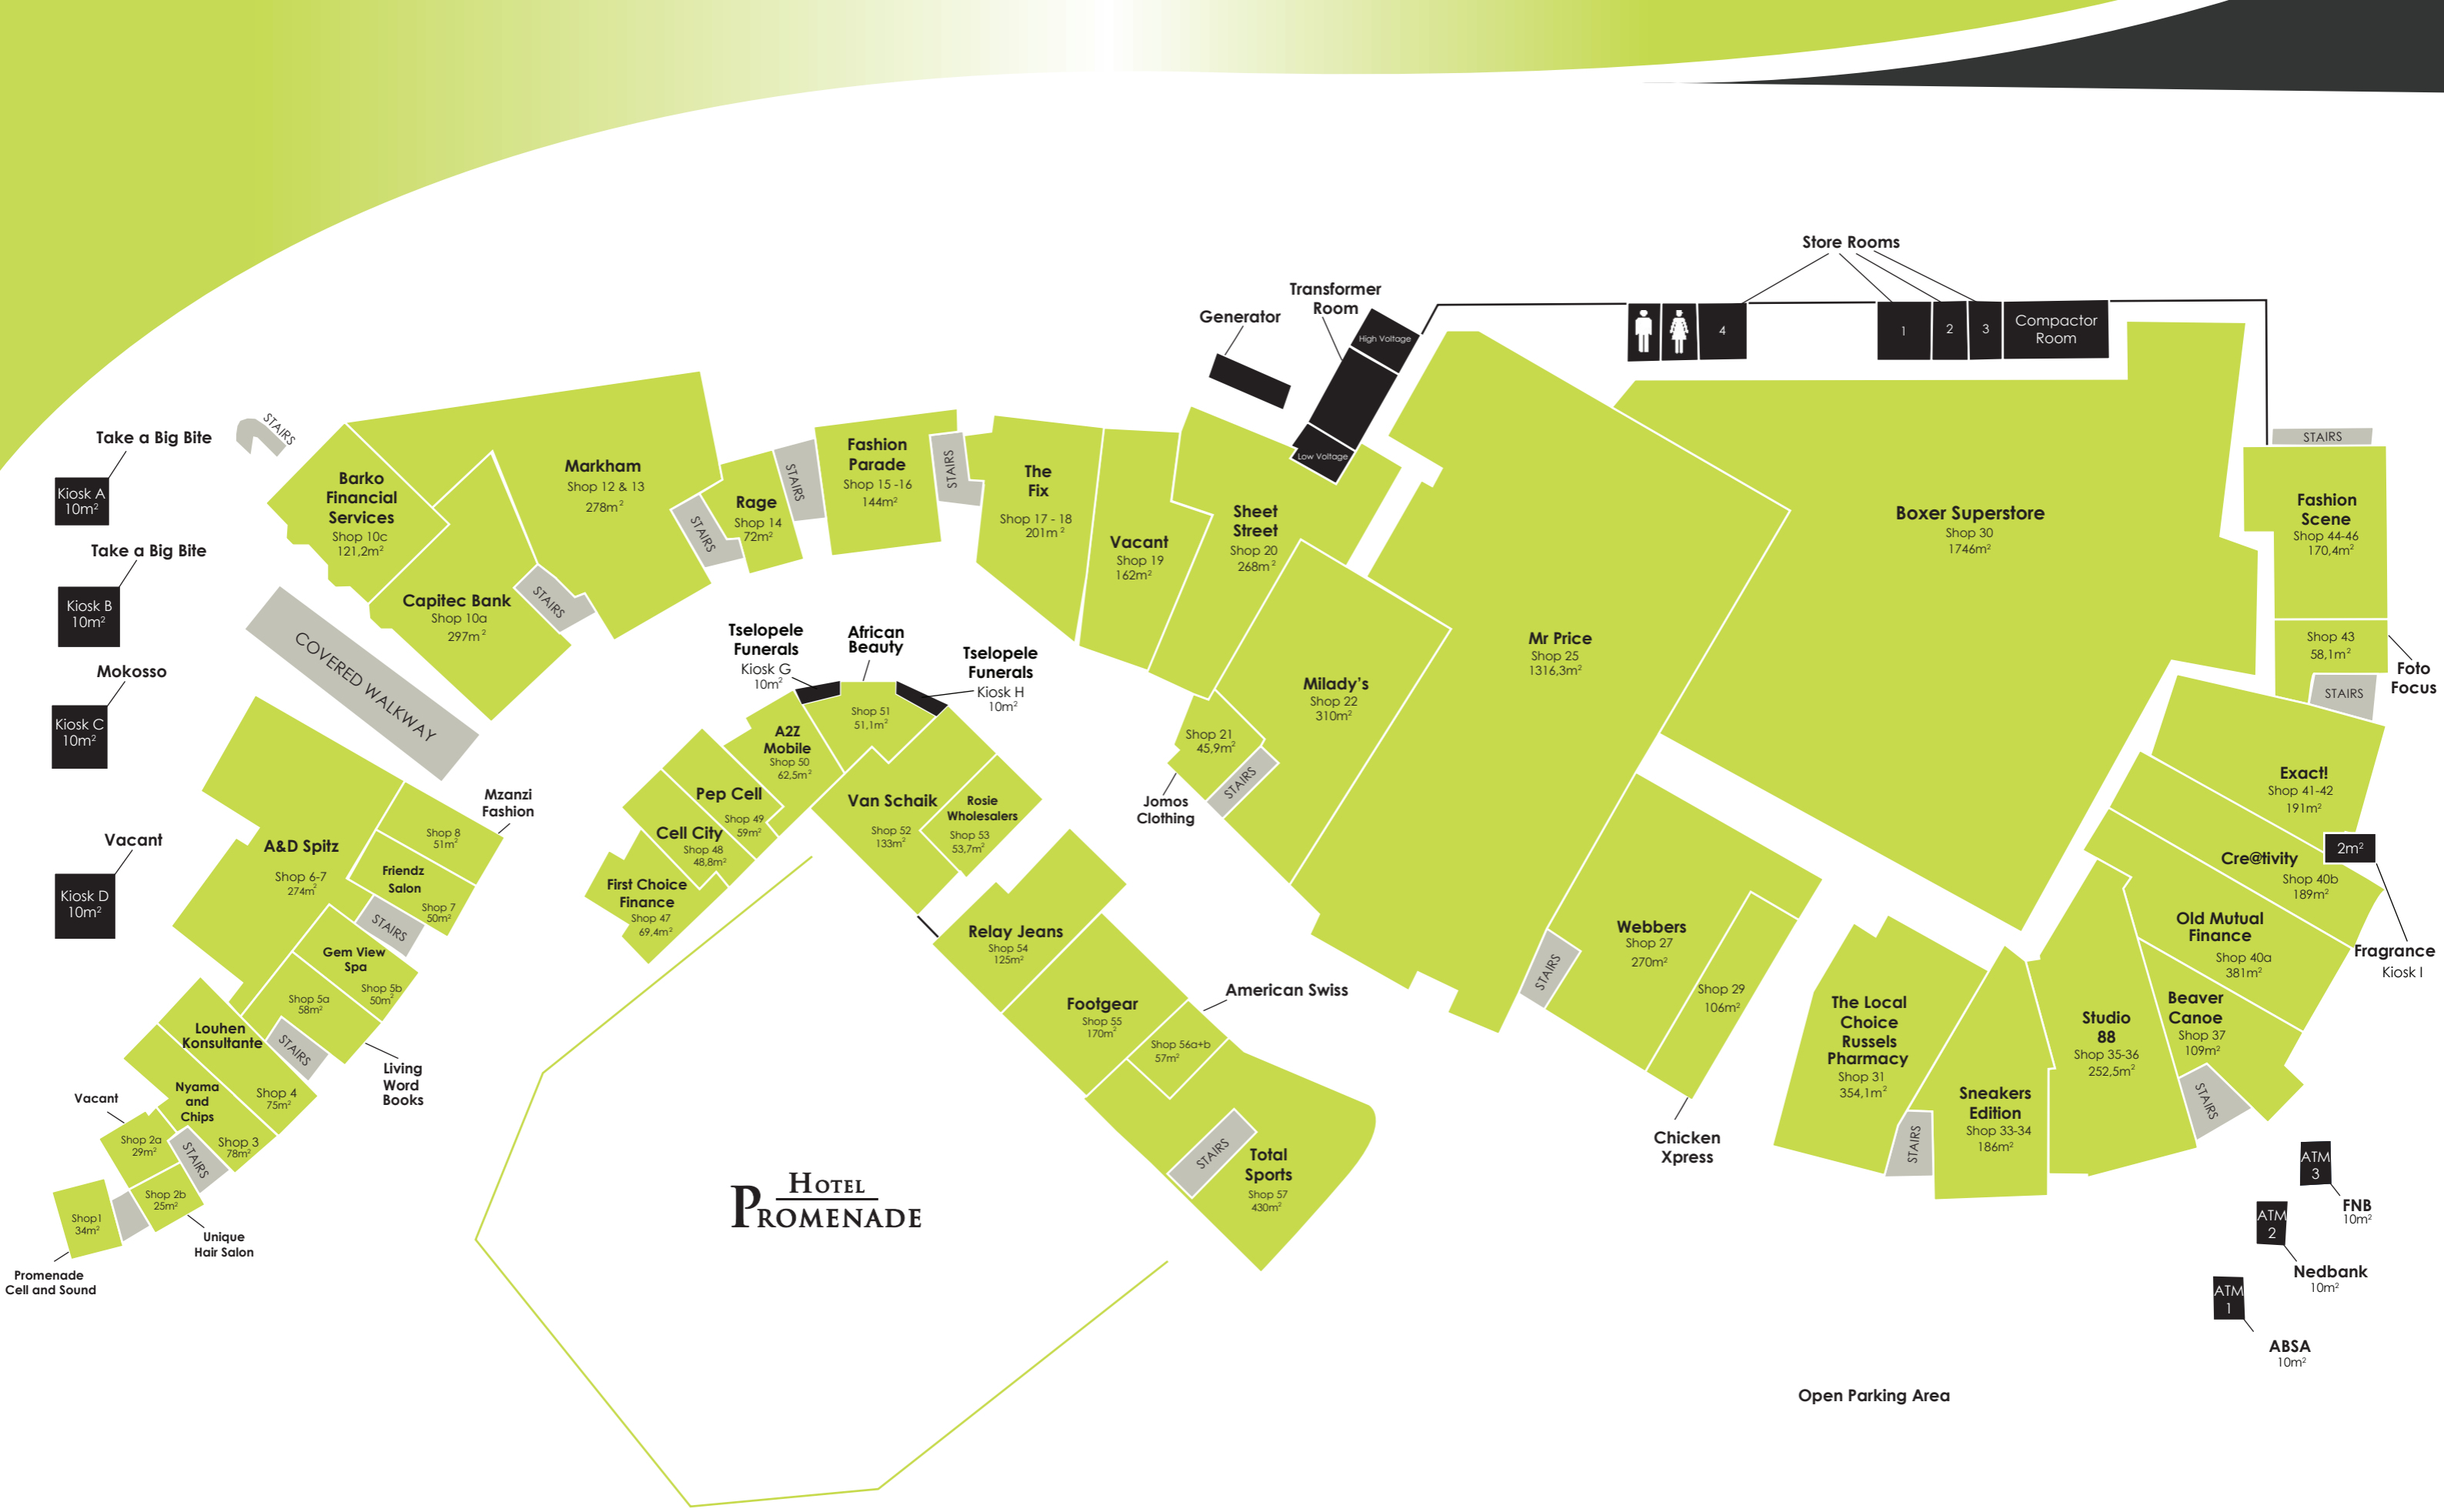 Store Rooms
Transformer
Room
Generator
High Voltage
Low Voltage
4
1
2
3
Compactor
Room
STAIRS
Take a Big Bite
Kiosk A
10m²
Take a Big Bite
Kiosk B
10m²
Mokosso
Kiosk C
10m²
Vacant
Kiosk D
10m²
STAIRS
Barko
Financial
Services
Shop 10c
121,2m²
Capitec Bank
Shop 10a
297m²
STAIRS
Markham
Shop 12 & 13
278m²
STAIRS
Rage
Shop 14
72m²
STAIRS
Fashion
Parade
Shop 15 -16
144m²
STAIRS
The
Fix
Shop 17 - 18
201m²
Vacant
Shop 19
162m²
Sheet
Street
Shop 20
268m²
Shop 21
45,9m²
Jomos
Clothing
STAIRS
Milady's
Shop 22
310m²
Mr Price
Shop 25
1316,3m²
Boxer Superstore
Shop 30
1746m²
Fashion
Scene
Shop 44-46
170,4m²
Shop 43
58,1m²
Foto
Focus
STAIRS
Exact!
Shop 41-42
191m²
2m²
Fragrance
Kiosk I
Cre@tivity
Shop 40b
189m²
Old Mutual
Finance
Shop 40a
381m²
Beaver
Canoe
Shop 37
109m²
STAIRS
Studio
88
Shop 35-36
252,5m²
Sneakers
Edition
Shop 33-34
186m²
STAIRS
The Local
Choice
Russels
Pharmacy
Shop 31
354,1m²
Webbers
Shop 27
270m²
STAIRS
Shop 29
106m²
Chicken
Xpress
COVERED WALKWAY
Tselopele
Funerals
Kiosk G
10m²
African
Beauty
Shop 51
51,1m²
Tselopele
Funerals
Kiosk H
10m²
A2Z
Mobile
Shop 50
62,5m²
Pep Cell
Shop 49
59m²
Cell City
Shop 48
48,8m²
First Choice
Finance
Shop 47
69,4m²
Van Schaik
Shop 52
133m²
Rosie
Wholesalers
Shop 53
53,7m²
Relay Jeans
Shop 54
125m²
Footgear
Shop 55
170m²
American Swiss
Shop 56a+b
57m²
STAIRS
Total
Sports
Shop 57
430m²
Mzanzi
Fashion
Shop 8
51m²
A&D Spitz
Shop 6-7
274m²
Friendz
Salon
Shop 7
50m²
STAIRS
Gem View
Spa
Shop 5b
50m²
Shop 5a
58m²
Living
Word
Books
STAIRS
Louhen
Konsultante
Shop 4
75m²
Nyama
and
Chips
Shop 3
78m²
STAIRS
Vacant
Shop 2a
29m²
Shop 2b
25m²
Unique
Hair Salon
Shop1
34m²
Promenade
Cell and Sound
HOTEL
PROMENADE
ATM
3
FNB
10m²
ATM
2
Nedbank
10m²
ATM
1
ABSA
10m²
Open Parking Area